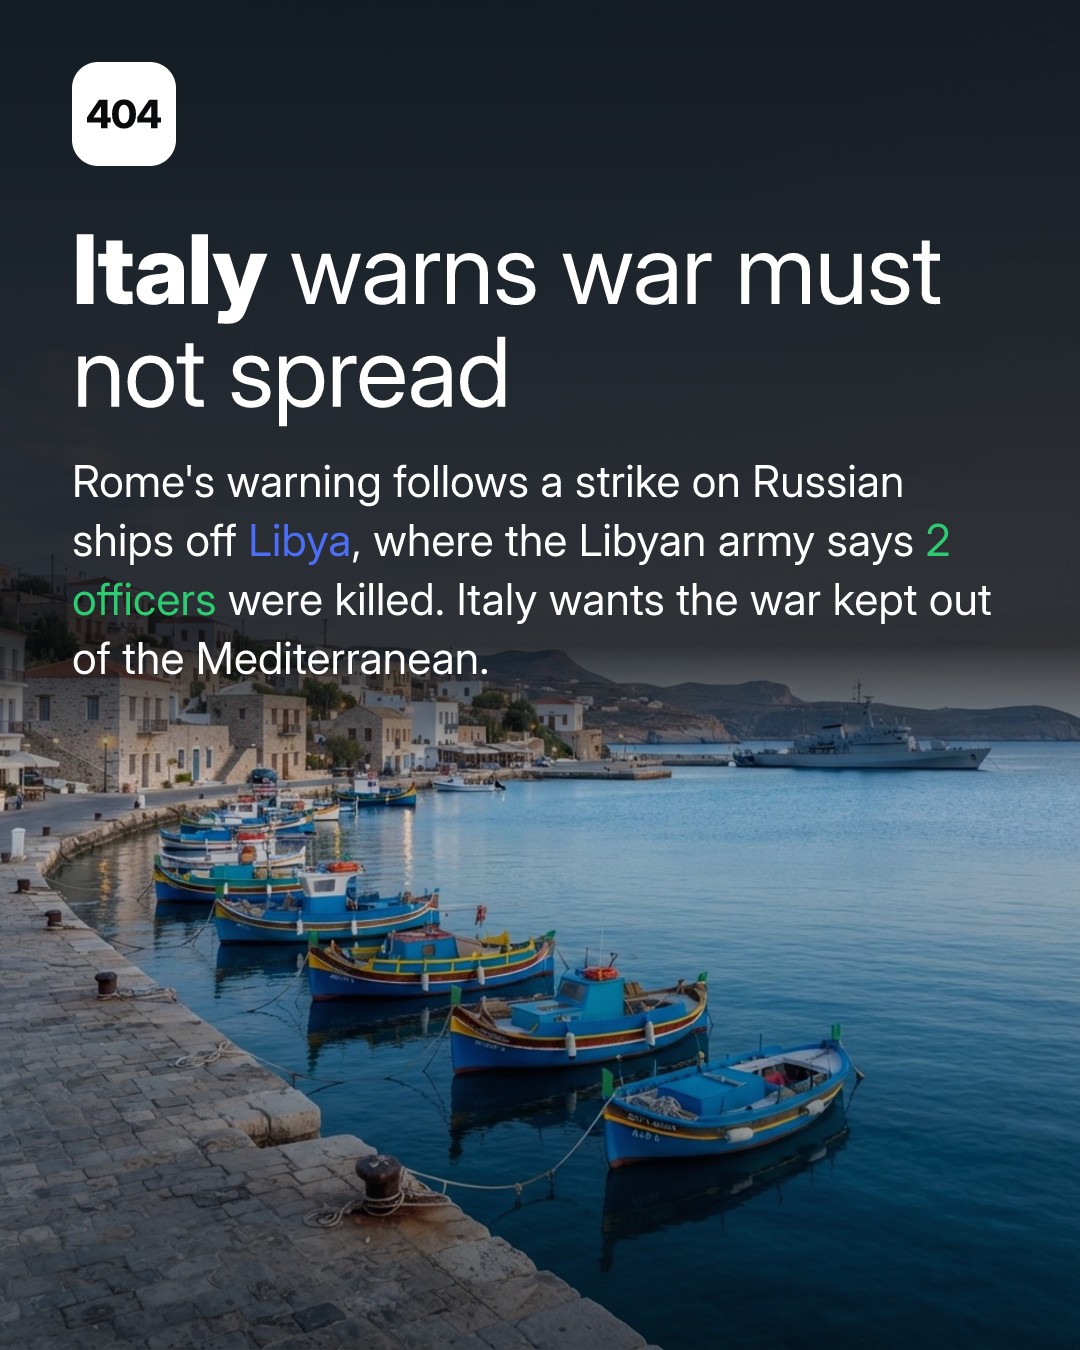 404
Italy warns war must
not spread
Rome's warning follows a strike on Russian
ships off Libya, where the Libyan army says 2
officers were killed. Italy wants the war kept out
of the Mediterranean.